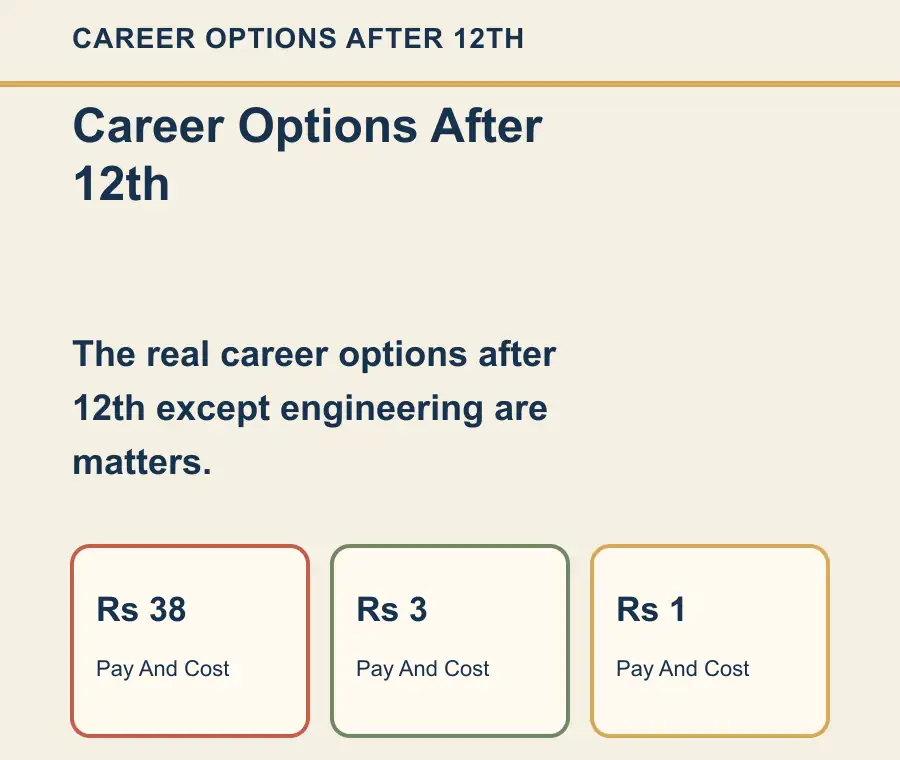 CAREER OPTIONS AFTER 12TH
Career Options After
12th
The real career options after
12th except engineering are
matters.
Rs 38
Pay And Cost
Rs 3
Pay And Cost
Rs 1
Pay And Cost